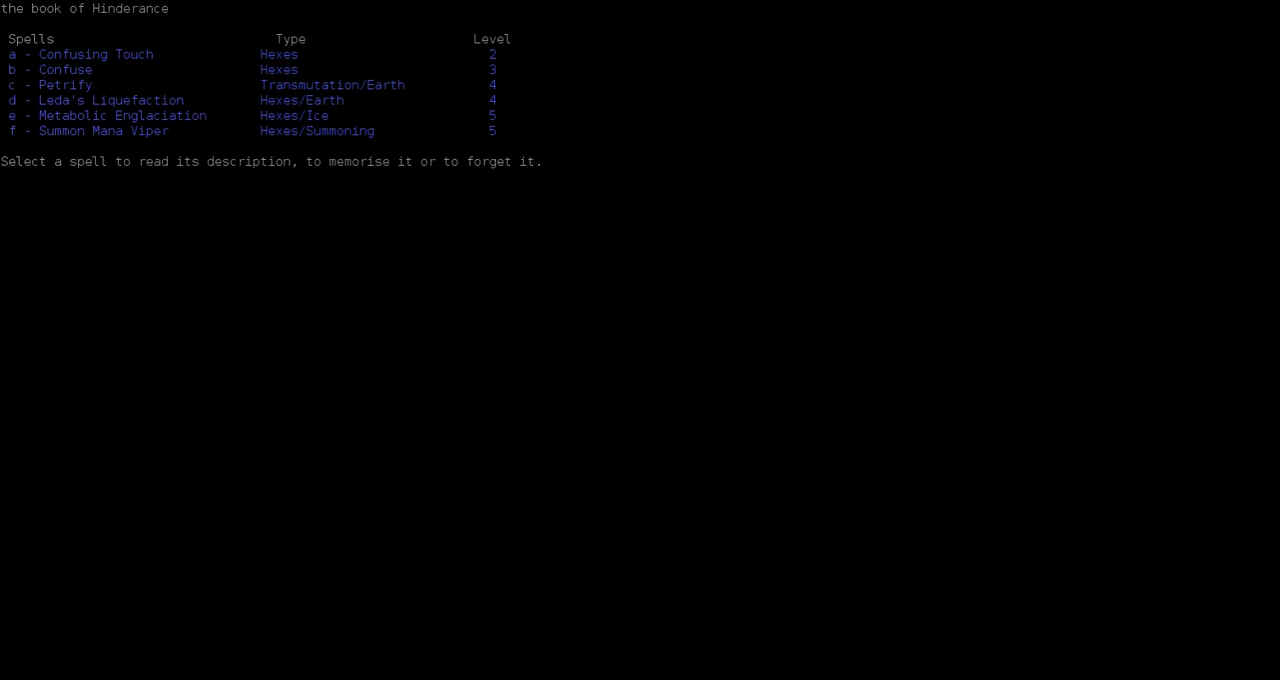 the book of Hinderance
Spells Type Level
a - Confusing Touch Hexes 2
b - Confuse Hexes 3
c - Petrify Transmutation/Earth 4
d - Leda's Liquefaction Hexes/Earth 4
e - Metabolic Englaciation Hexes/Ice 5
f - Summon Mana Viper Hexes/Summoning 5
Select a spell to read its description, to memorise it or to forget it.